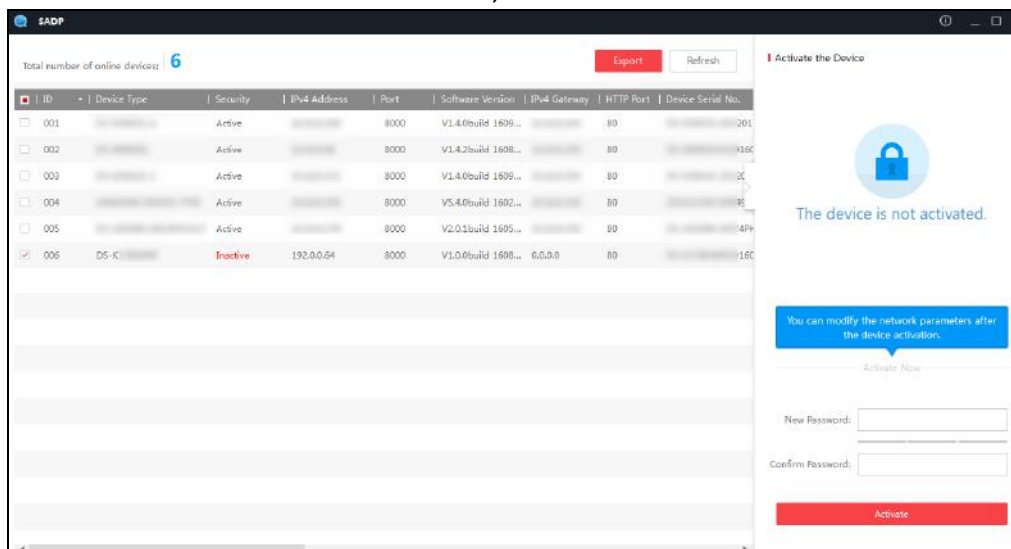 SADP
Total number of online devices: 6
Export
Refresh
ID Device Type Security IPv4 Address Port Software Version IPv4 Gateway HTTP Port Device Serial No.
001 Active 8000 V1.4.0build 1609... 80 201
002 Active 8000 V1.4.2build 1608... 80
003 Active 8000 V1.4.0build 1609... 80
004 Active 8000 V5.4.0build 1602... 80
005 Active 8000 V2.0.1build 1605... 80
006 DS-K Inactive 192.0.0.64 8000 V1.0.0build 1608... 0.0.0.0 80
Activate the Device
The device is not activated.
You can modify the network parameters after
the device activation.
Activate Now
New Password:
Confirm Password:
Activate